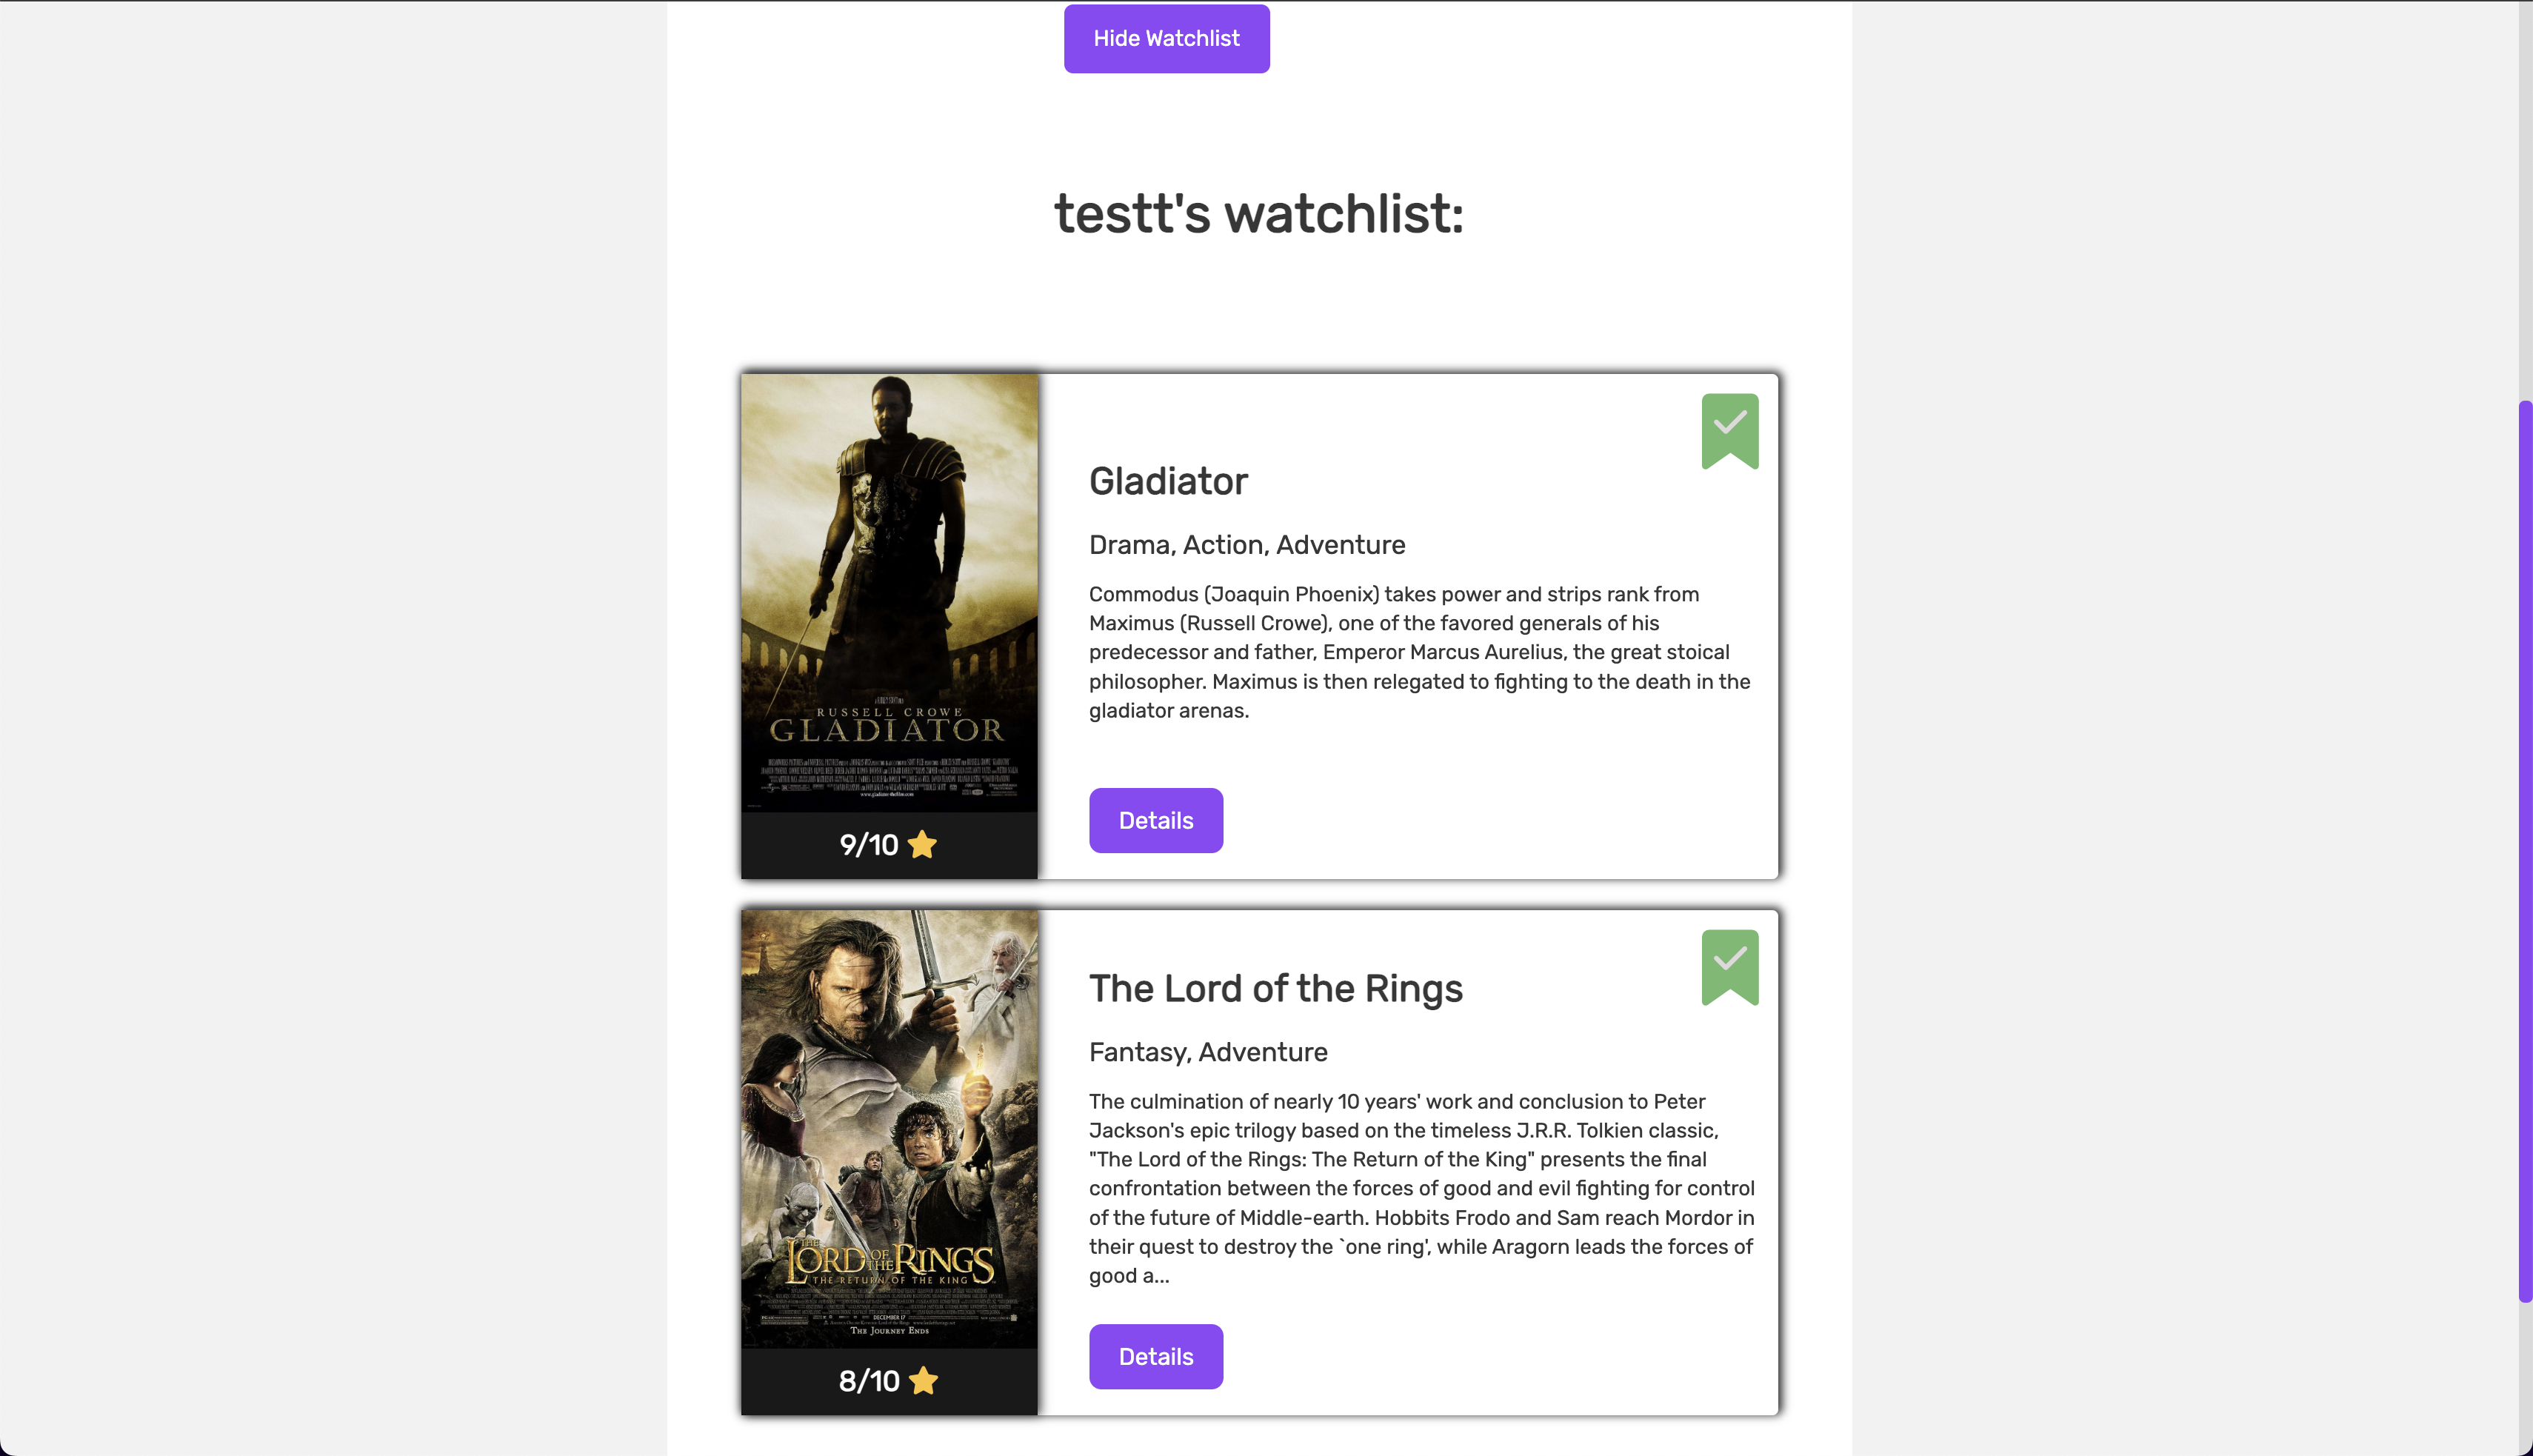 Hide Watchlist
testt's watchlist:
RUSSELL CROWE
GLADIATOR
9/10
Gladiator
Drama, Action, Adventure
Commodus (Joaquin Phoenix) takes power and strips rank from
Maximus (Russell Crowe), one of the favored generals of his
predecessor and father, Emperor Marcus Aurelius, the great stoical
philosopher. Maximus is then relegated to fighting to the death in the
gladiator arenas.
Details
THE
LORD OF THE RINGS
THE RETURN OF THE KING
DECEMBER 17
THE JOURNEY ENDS
8/10
The Lord of the Rings
Fantasy, Adventure
The culmination of nearly 10 years' work and conclusion to Peter
Jackson's epic trilogy based on the timeless J.R.R. Tolkien classic,
"The Lord of the Rings: The Return of the King" presents the final
confrontation between the forces of good and evil fighting for control
of the future of Middle-earth. Hobbits Frodo and Sam reach Mordor in
their quest to destroy the `one ring', while Aragorn leads the forces of
good a...
Details